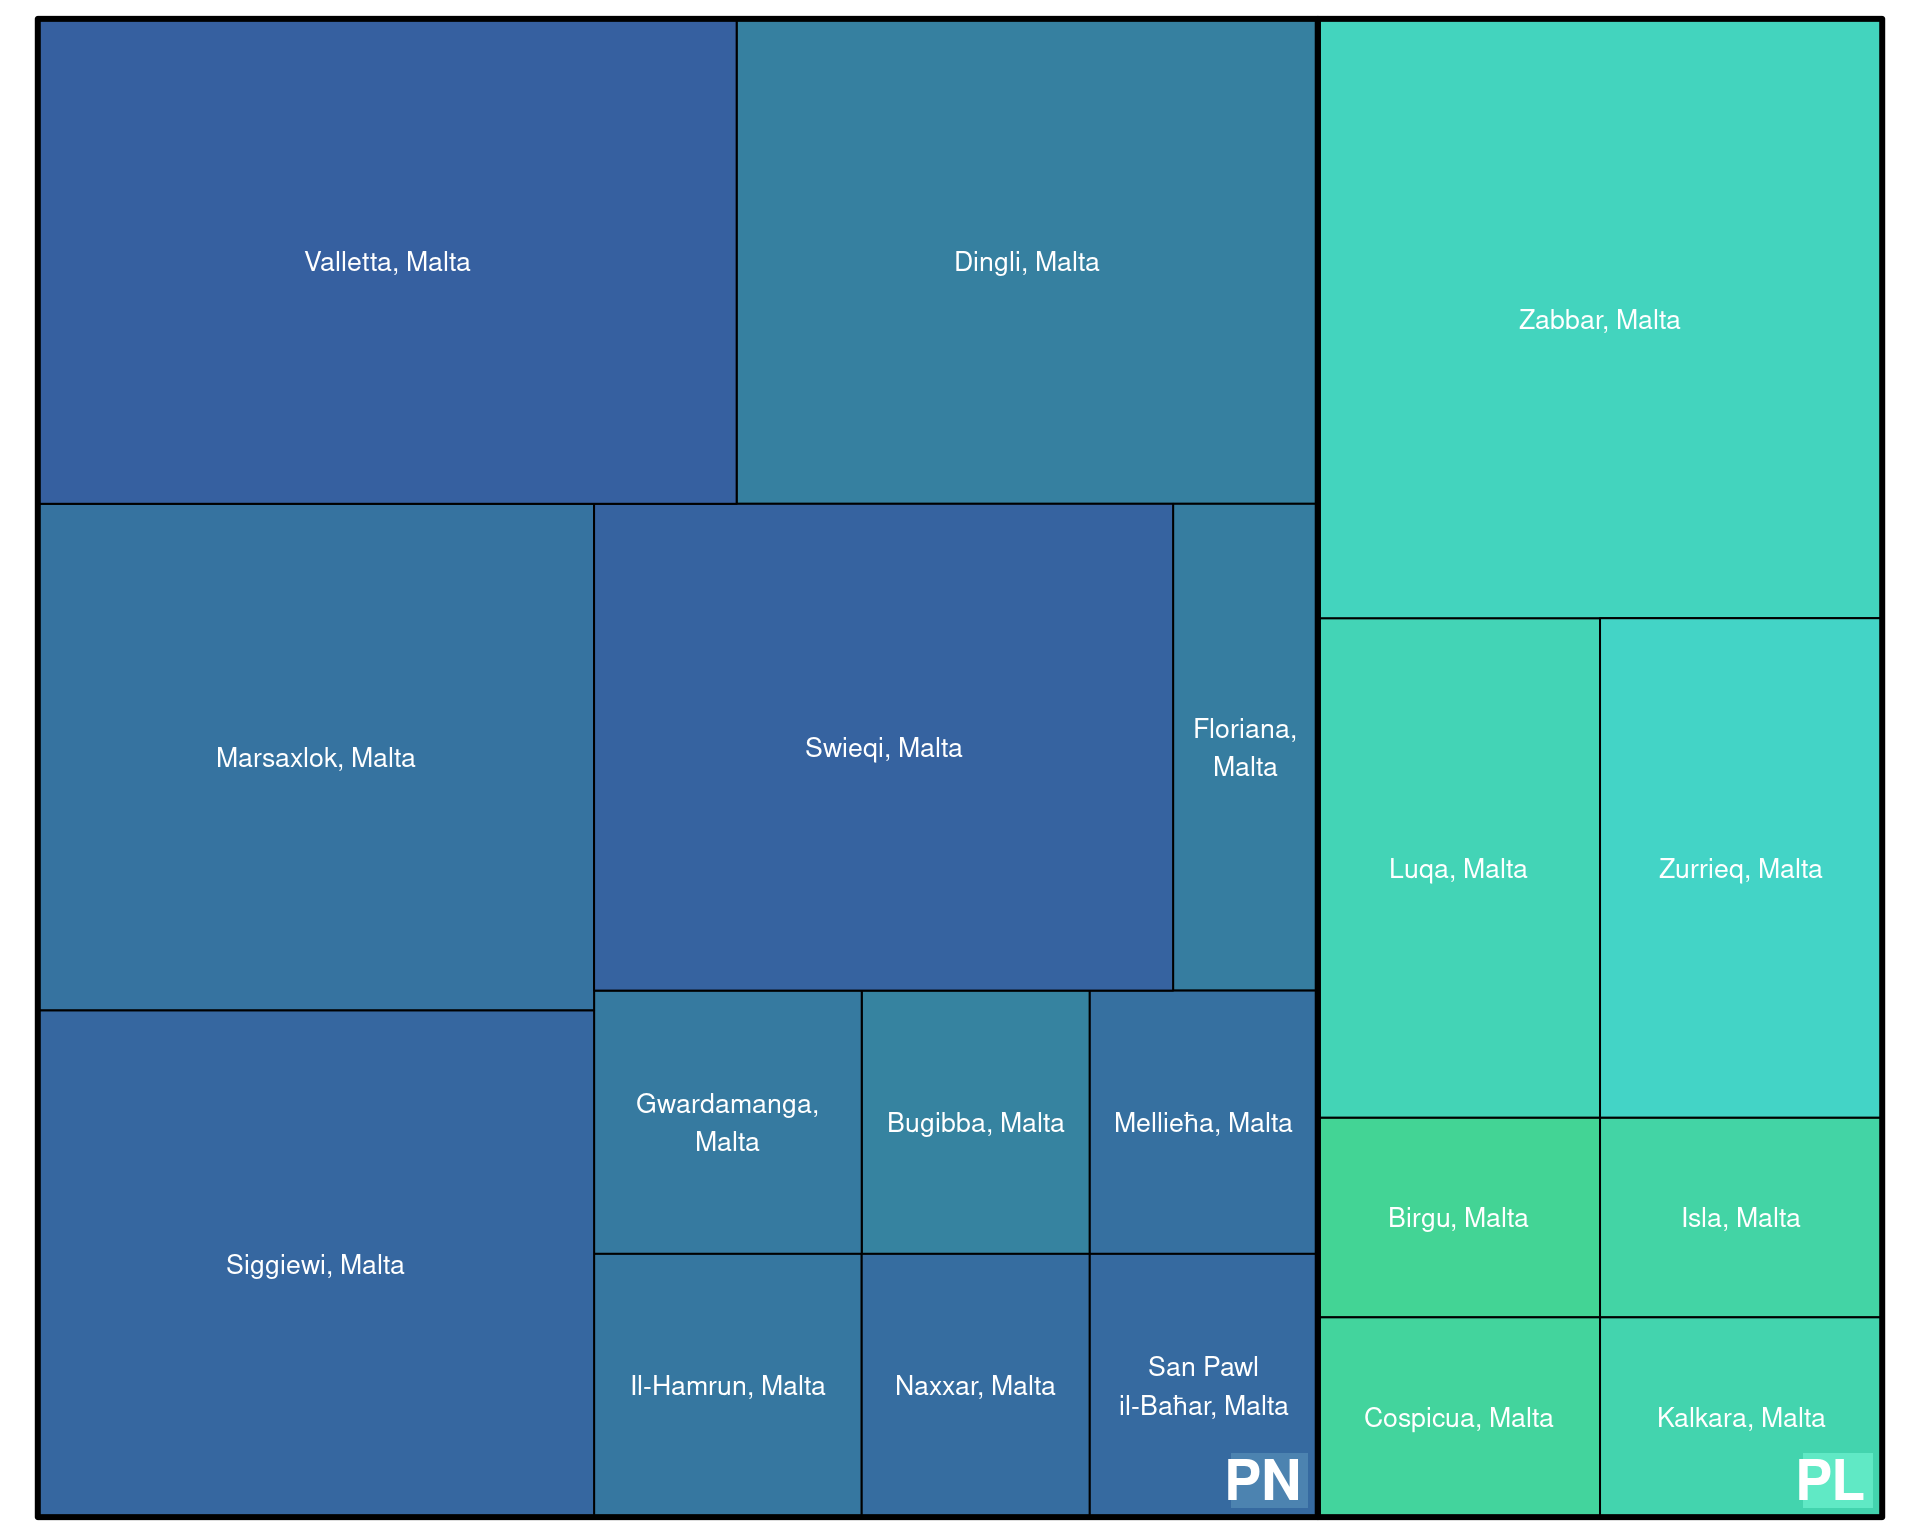 Valletta, Malta
Dingli, Malta
Zabbar, Malta
Marsaxlok, Malta
Swieqi, Malta
Floriana,
Malta
Luqa, Malta
Zurrieq, Malta
Siggiewi, Malta
Gwardamanga,
Malta
Bugibba, Malta
Mellieħa, Malta
Birgu, Malta
Isla, Malta
Il-Hamrun, Malta
Naxxar, Malta
San Pawl
il-Baħar, Malta
Cospicua, Malta
Kalkara, Malta
PN
PL